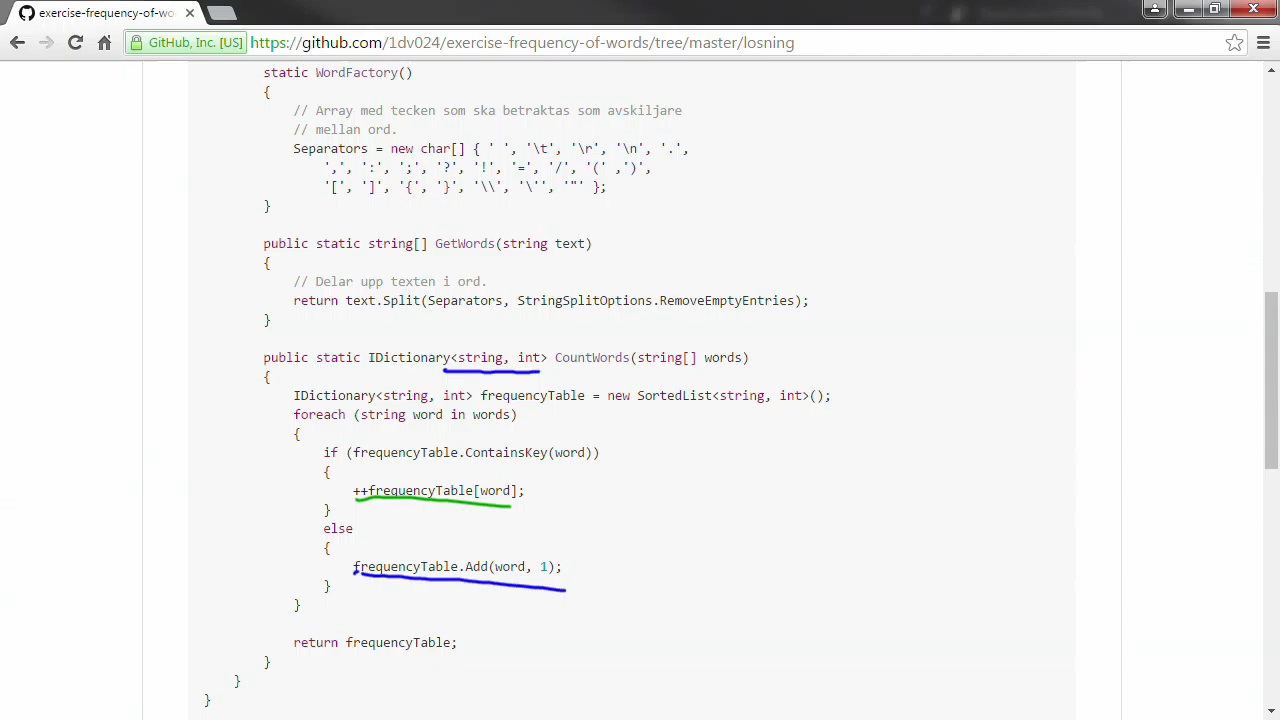 exercise-frequency-of-wo
GitHub, Inc. [US] https://github.com/1dv024/exercise-frequency-of-words/tree/master/losning
static WordFactory()
{
// Array med tecken som ska betraktas som avskiljare
// mellan ord.
Separators = new char[] { ' ', '\t', '\r', '\n', '.',
',', ':', ';', '?', '!', '=', '/', '(' ,')',
'[', ']', '{', '}', '\\', '\'', '"' };
}
public static string[] GetWords(string text)
{
// Delar upp texten i ord.
return text.Split(Separators, StringSplitOptions.RemoveEmptyEntries);
}
public static IDictionary<string, int> CountWords(string[] words)
{
IDictionary<string, int> frequencyTable = new SortedList<string, int>();
foreach (string word in words)
{
if (frequencyTable.ContainsKey(word))
{
++frequencyTable[word];
}
else
{
frequencyTable.Add(word, 1);
}
}
return frequencyTable;
}
}
}